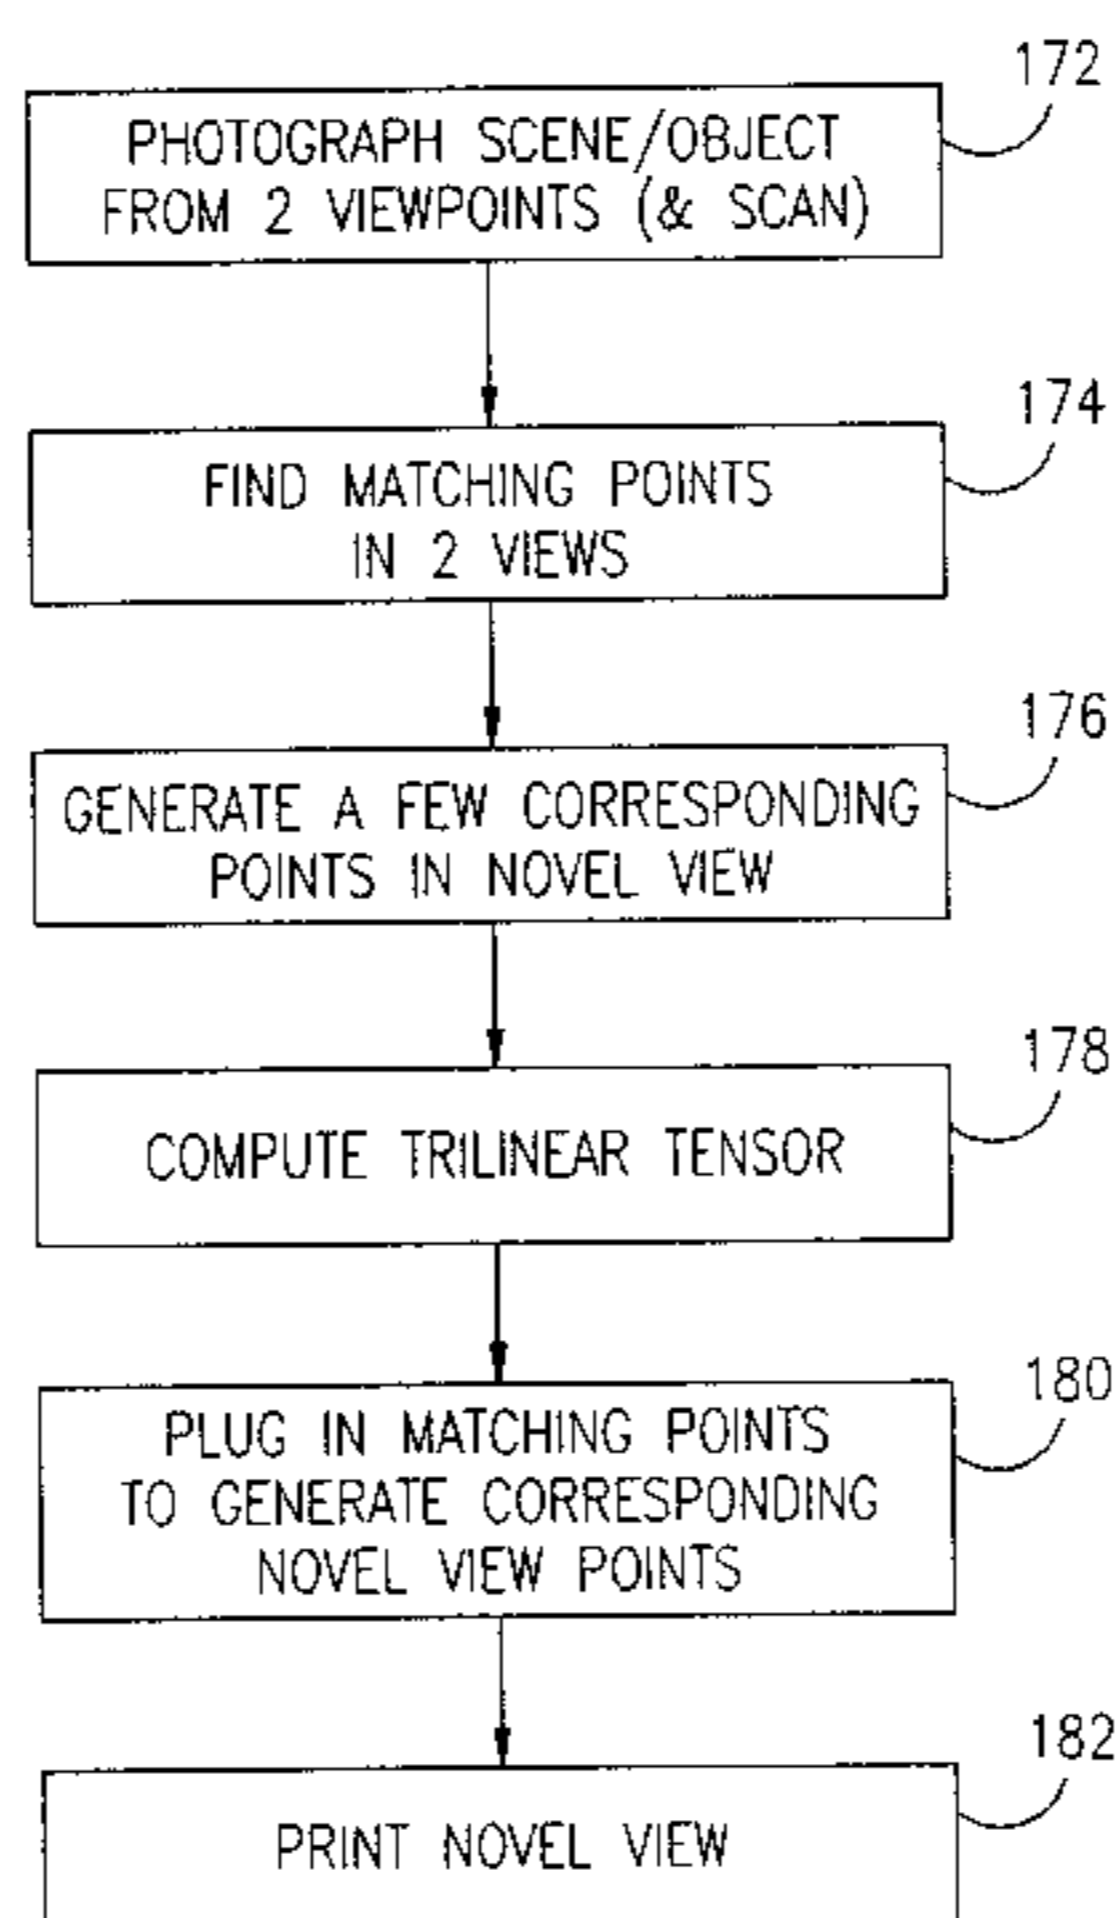 172
PHOTOGRAPH SCENE/OBJECT
FROM 2 VIEWPOINTS (& SCAN)
174
FIND MATCHING POINTS
IN 2 VIEWS
176
GENERATE A FEW CORRESPONDING
POINTS IN NOVEL VIEW
178
COMPUTE TRILINEAR TENSOR
180
PLUG IN MATCHING POINTS
TO GENERATE CORRESPONDING
NOVEL VIEW POINTS
182
PRINT NOVEL VIEW